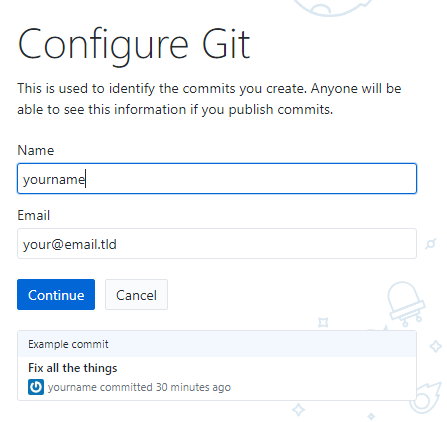 Configure Git
This is used to identify the commits you create. Anyone will be
able to see this information if you publish commits.
Name
yourname
Email
your@email.tld
Continue
Cancel
Example commit
Fix all the things
yourname committed 30 minutes ago